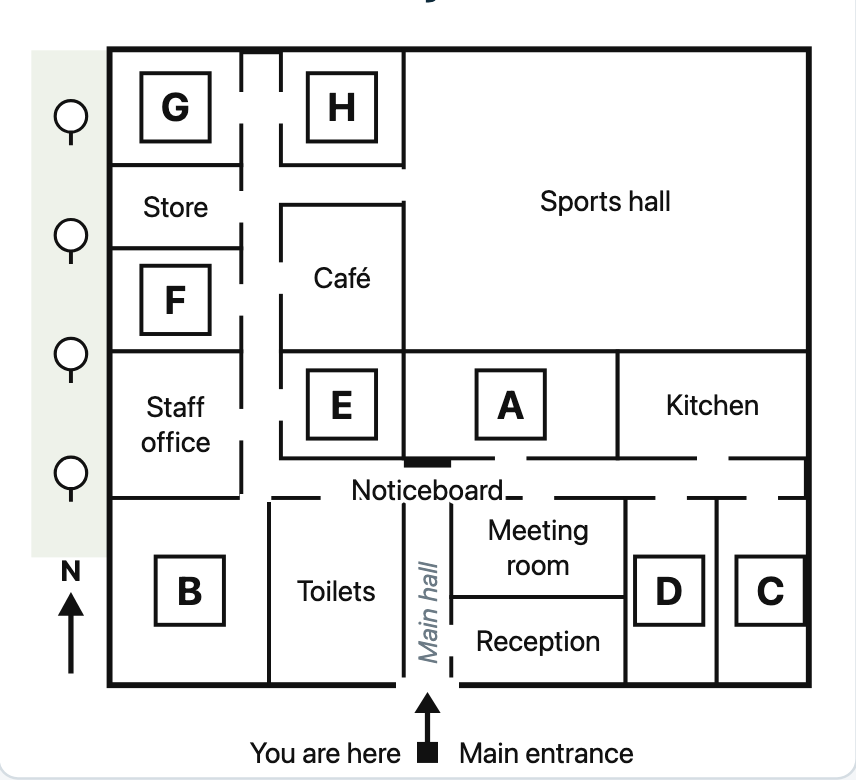 G
H
Sports hall
Store
Café
F
E
A
Kitchen
Staff
office
Noticeboard
Meeting
room
B
Toilets
Main hall
D
C
Reception
N
You are here
Main entrance